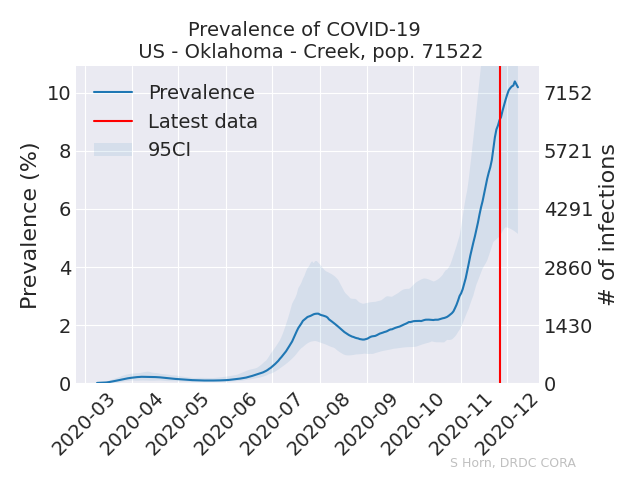 Prevalence of COVID-19
US - Oklahoma - Creek, pop. 71522
Prevalence
Latest data
95CI
Prevalence (%)
10
8
6
4
2
0
7152
5721
4291
2860
1430
0
# of infections
2020-03
2020-04
2020-05
2020-06
2020-07
2020-08
2020-09
2020-10
2020-11
2020-12
S Horn, DRDC CORA